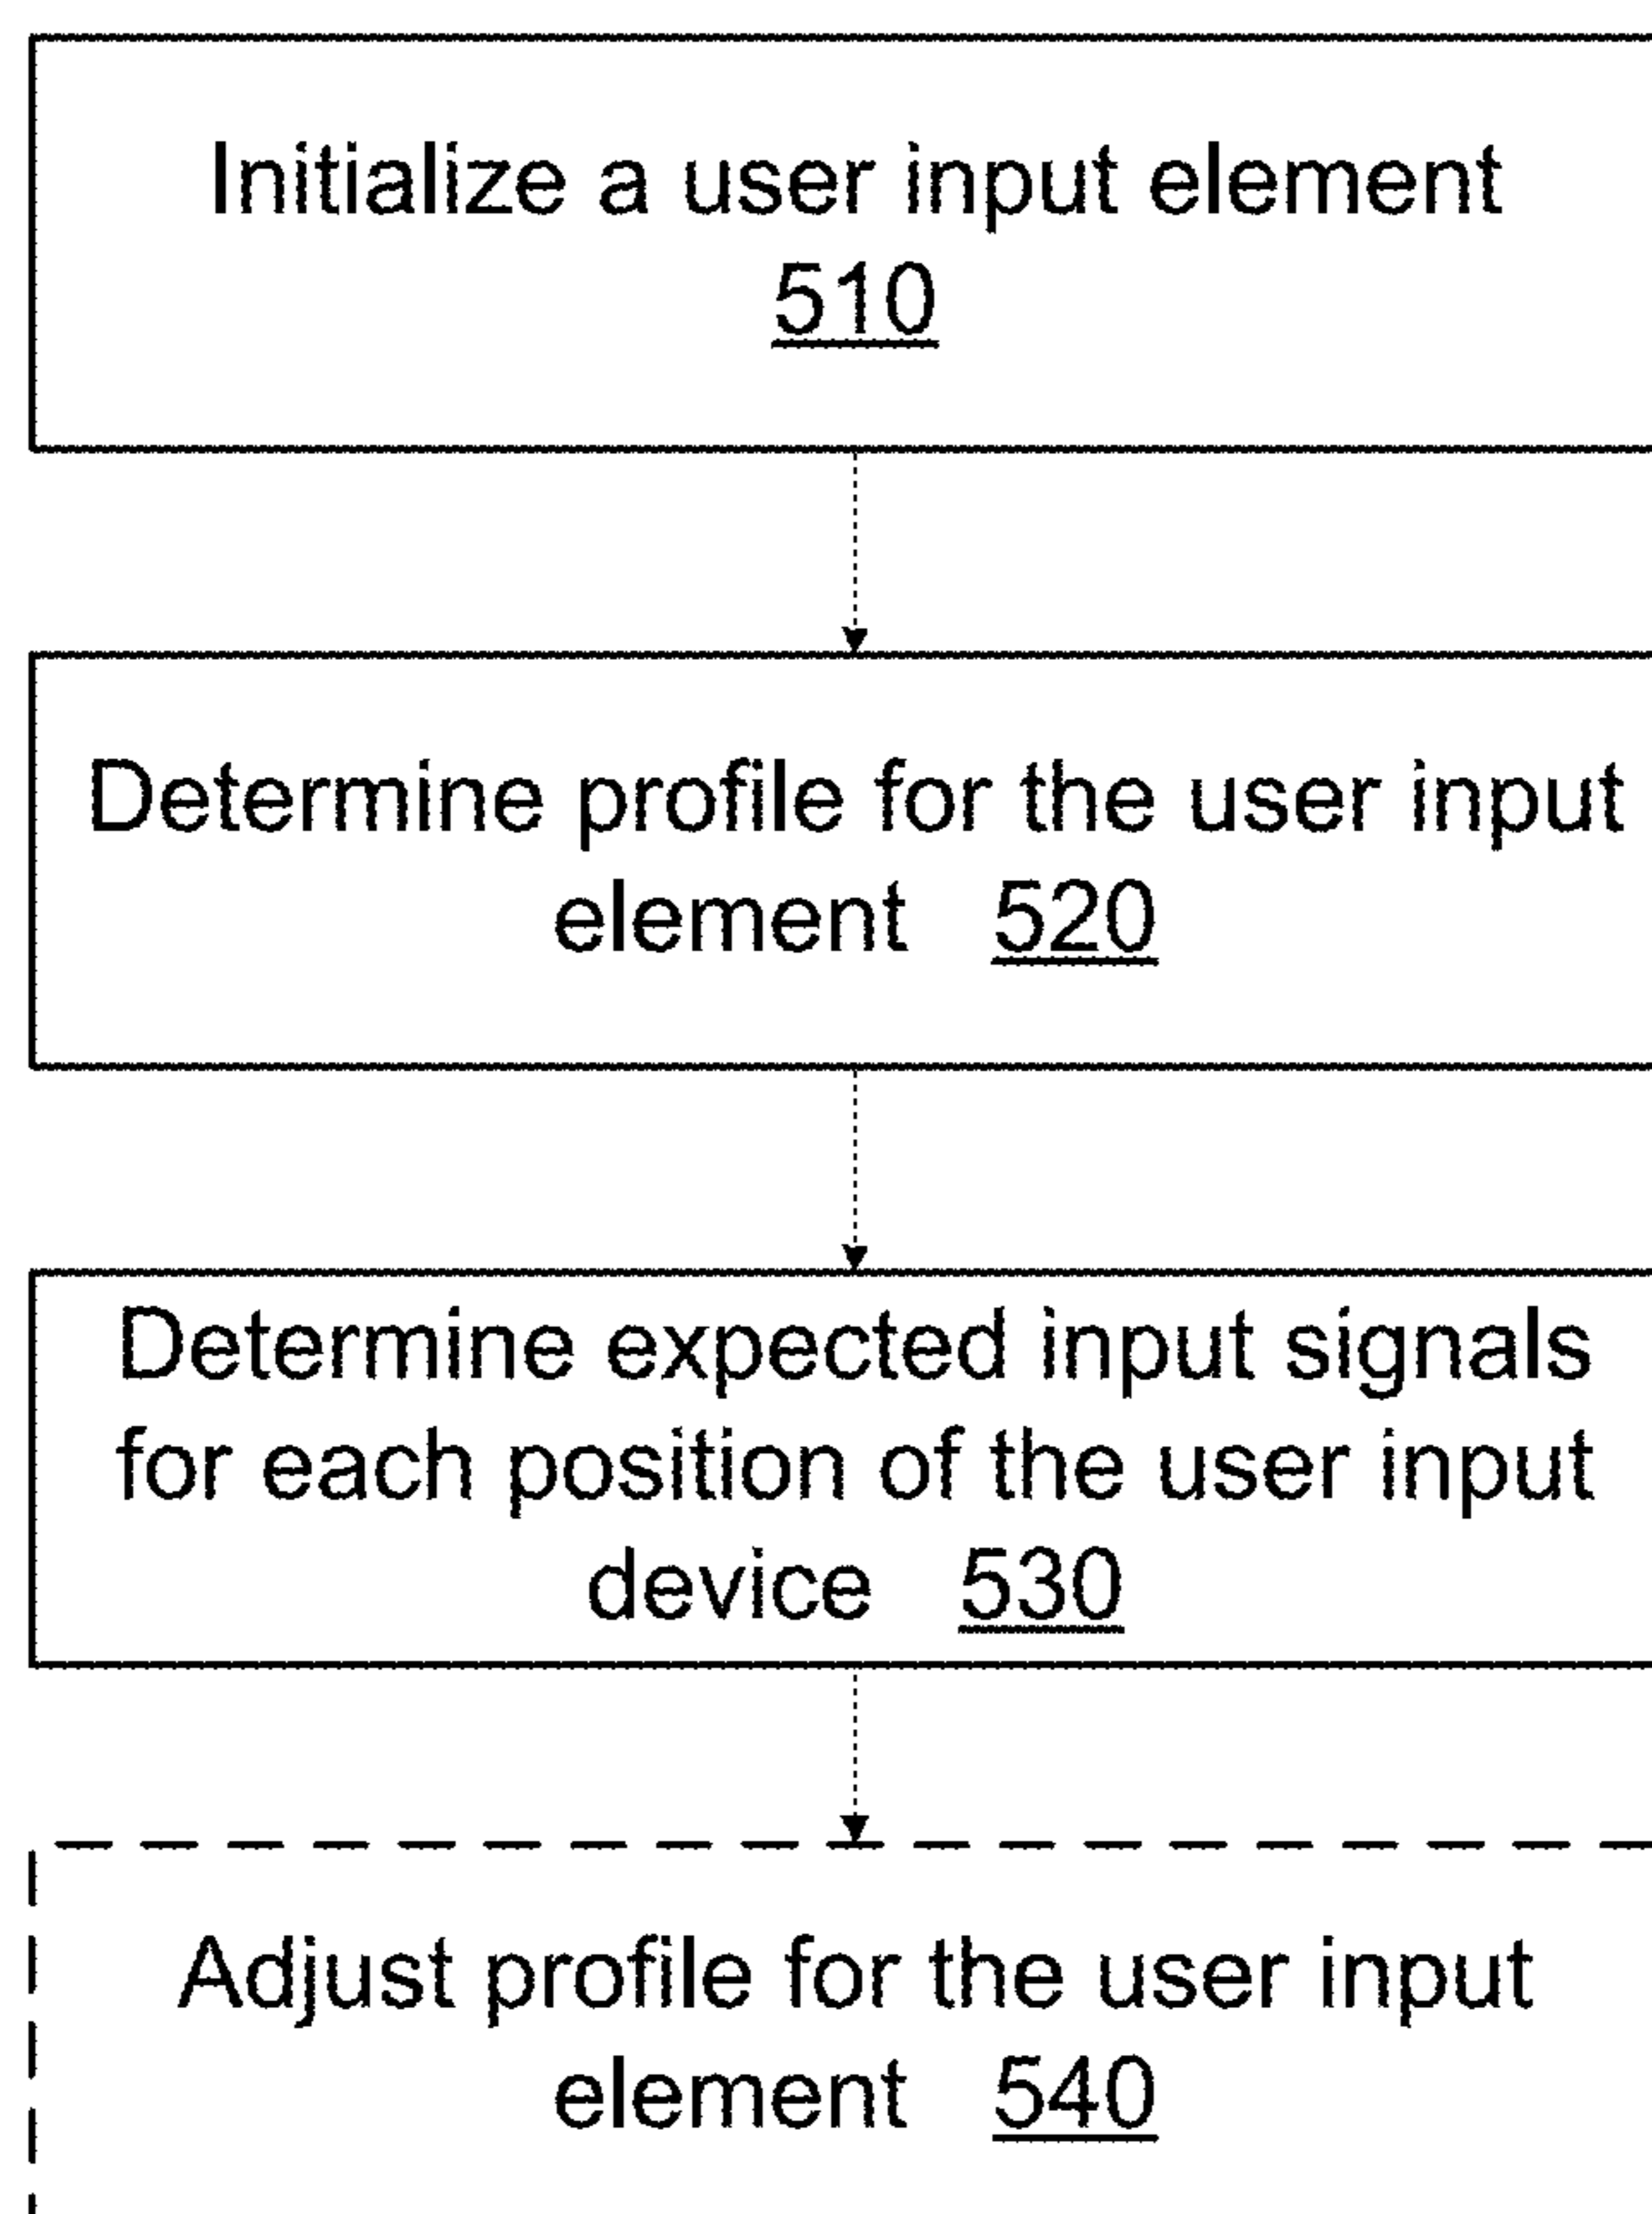 Initialize a user input element
510
Determine profile for the user input
element 520
Determine expected input signals
for each position of the user input
device 530
Adjust profile for the user input
element 540